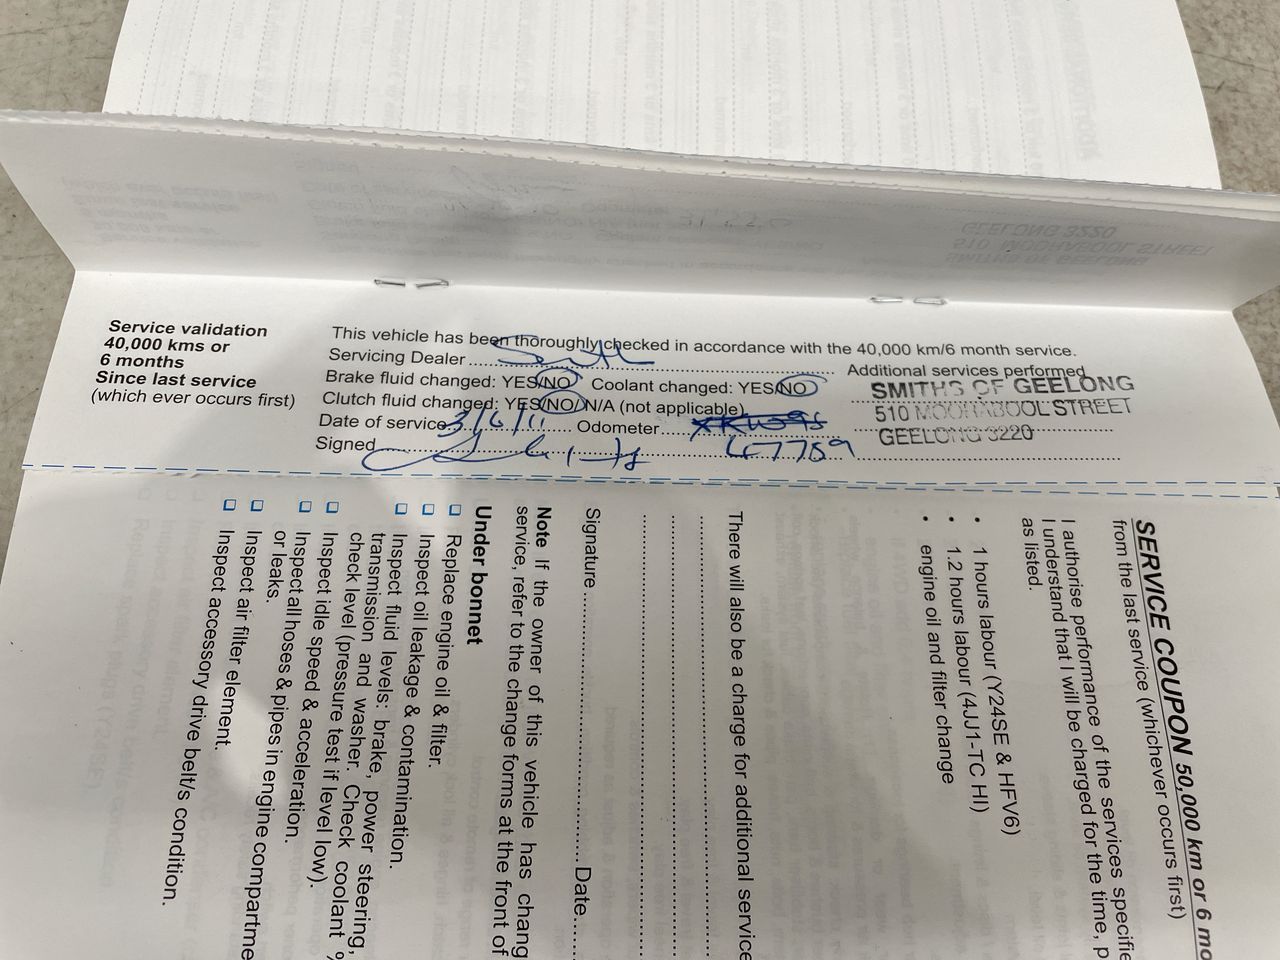 Service validation
40,000 kms or
6 months
Since last service
(which ever occurs first)
This vehicle has been thoroughly checked in accordance with the 40,000 km/6 month service.
Servicing Dealer Smith
Additional services performed
Brake fluid changed: YES/NO Coolant changed: YES/NO
Clutch fluid changed: YES/NO/N/A (not applicable)
Date of service 3/6/11 Odometer
47789
Signed
SMITHS OF GEELONG
510 MOORABOOL STREET
GEELONG 3220
SERVICE COUPON 50,000 km or 6 mo
from the last service (whichever occurs first)
I authorise performance of the services specifie
I understand that I will be charged for the time, p
as listed.
• 1 hours labour (Y24SE & HFV6)
• 1.2 hours labour (4JJ1-TC HI)
• engine oil and filter change
There will also be a charge for additional service
Signature Date
Note If the owner of this vehicle has chang
service, refer to the change forms at the front of
Under bonnet
Replace engine oil & filter.
Inspect oil leakage & contamination.
Inspect fluid levels: brake, power steering,
transmission and washer. Check coolant %
check level (pressure test if level low).
Inspect idle speed & acceleration.
Inspect all hoses & pipes in engine compartme
or leaks.
Inspect air filter element.
Inspect accessory drive belt/s condition.